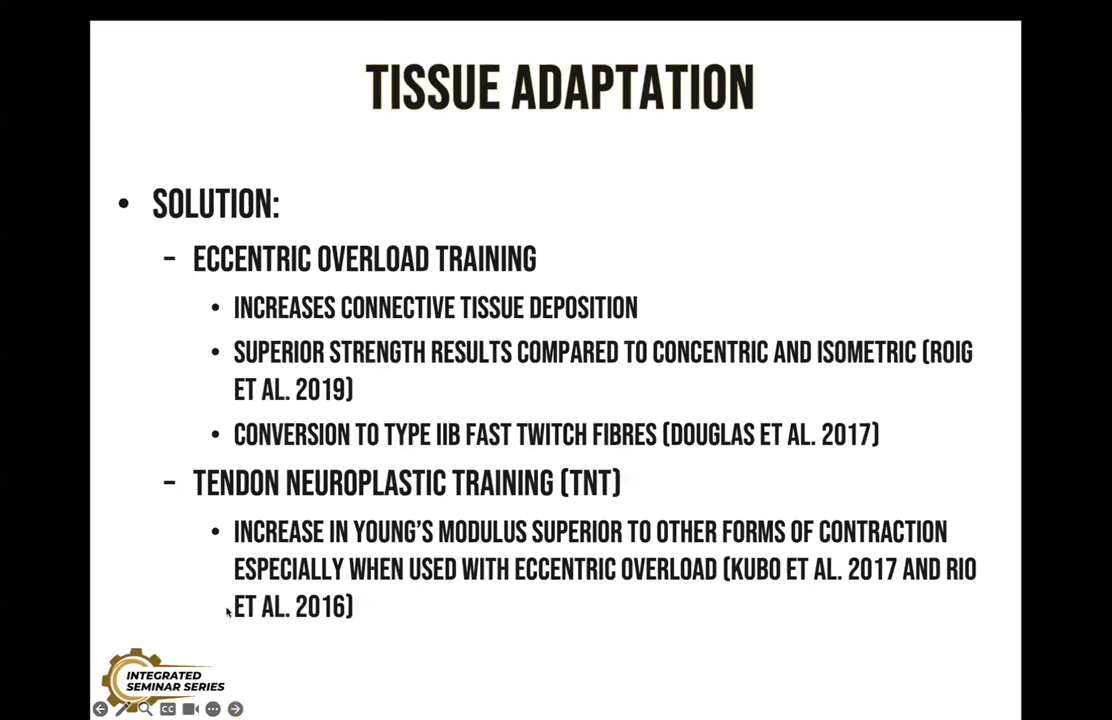 TISSUE ADAPTATION
• SOLUTION:
– ECCENTRIC OVERLOAD TRAINING
• INCREASES CONNECTIVE TISSUE DEPOSITION
• SUPERIOR STRENGTH RESULTS COMPARED TO CONCENTRIC AND ISOMETRIC (ROIG
ET AL. 2019)
• CONVERSION TO TYPE IIB FAST TWITCH FIBRES (DOUGLAS ET AL. 2017)
– TENDON NEUROPLASTIC TRAINING (TNT)
• INCREASE IN YOUNG’S MODULUS SUPERIOR TO OTHER FORMS OF CONTRACTION
ESPECIALLY WHEN USED WITH ECCENTRIC OVERLOAD (KUBO ET AL. 2017 AND RIO
ET AL. 2016)
INTEGRATED
SEMINAR SERIES
CC